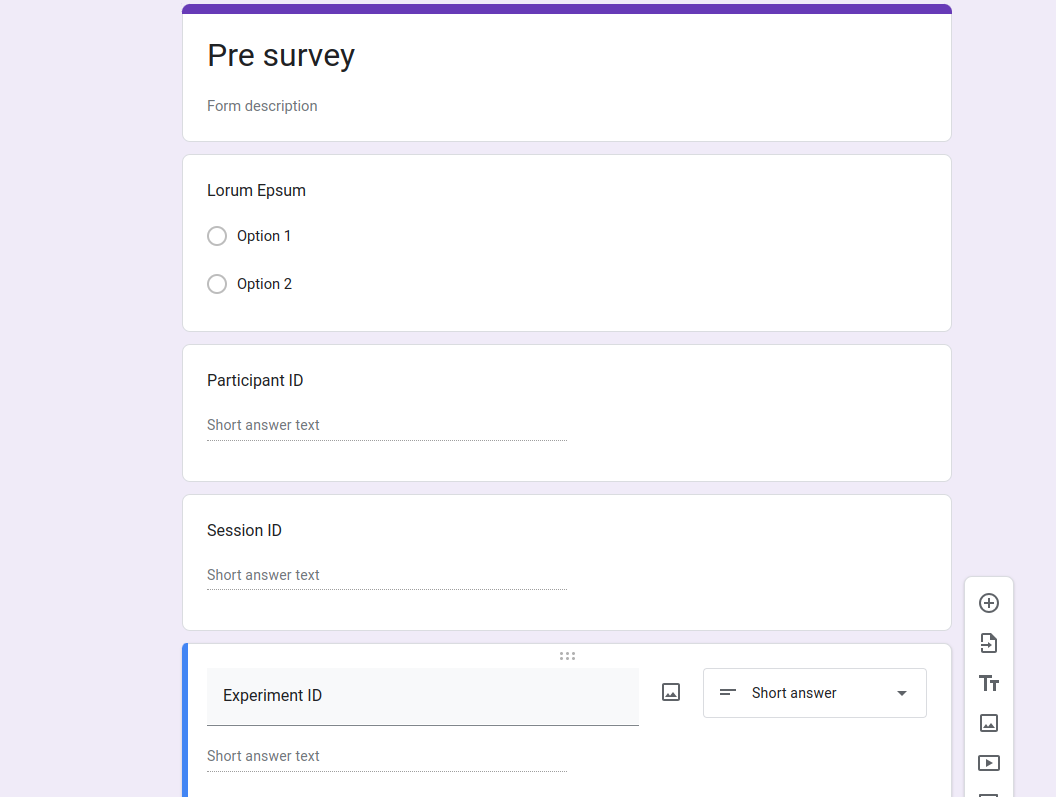 Pre survey
Form description
Lorum Epsum
Option 1
Option 2
Participant ID
Short answer text
Session ID
Short answer text
Experiment ID
Short answer
Short answer text